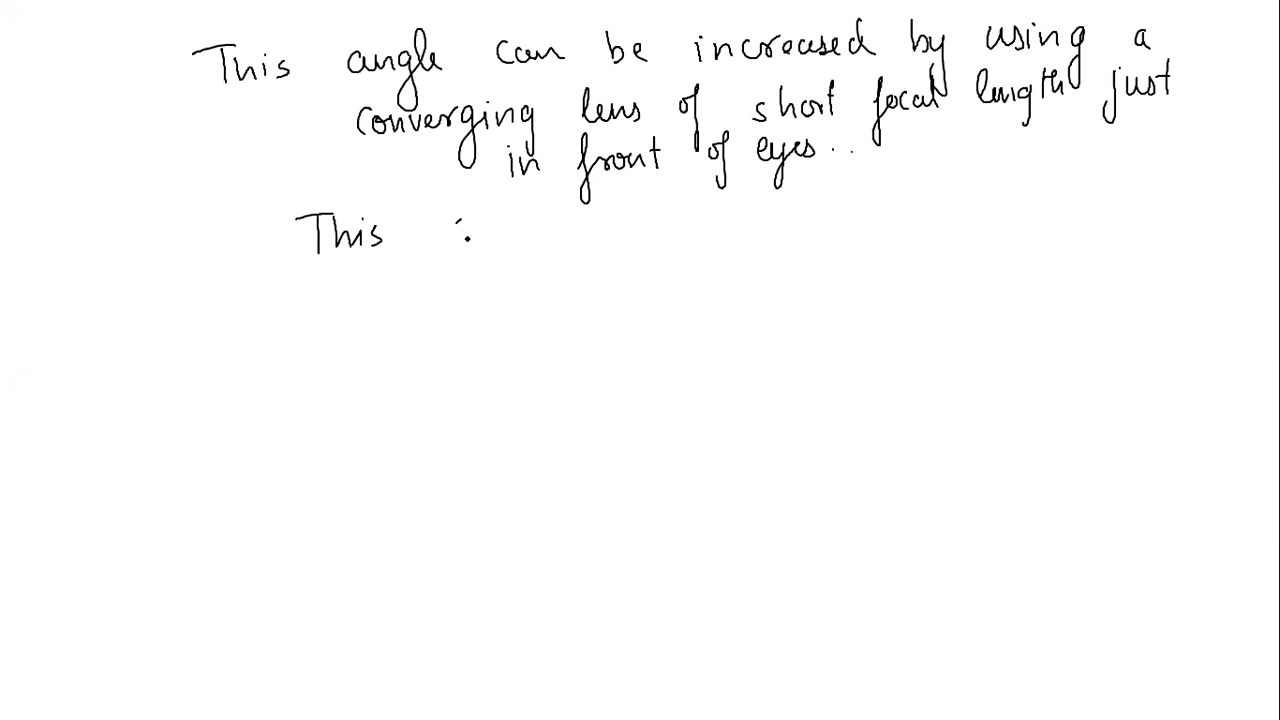 This angle can be increased by using a
converging lens of short focal length just
in front of eyes..
This